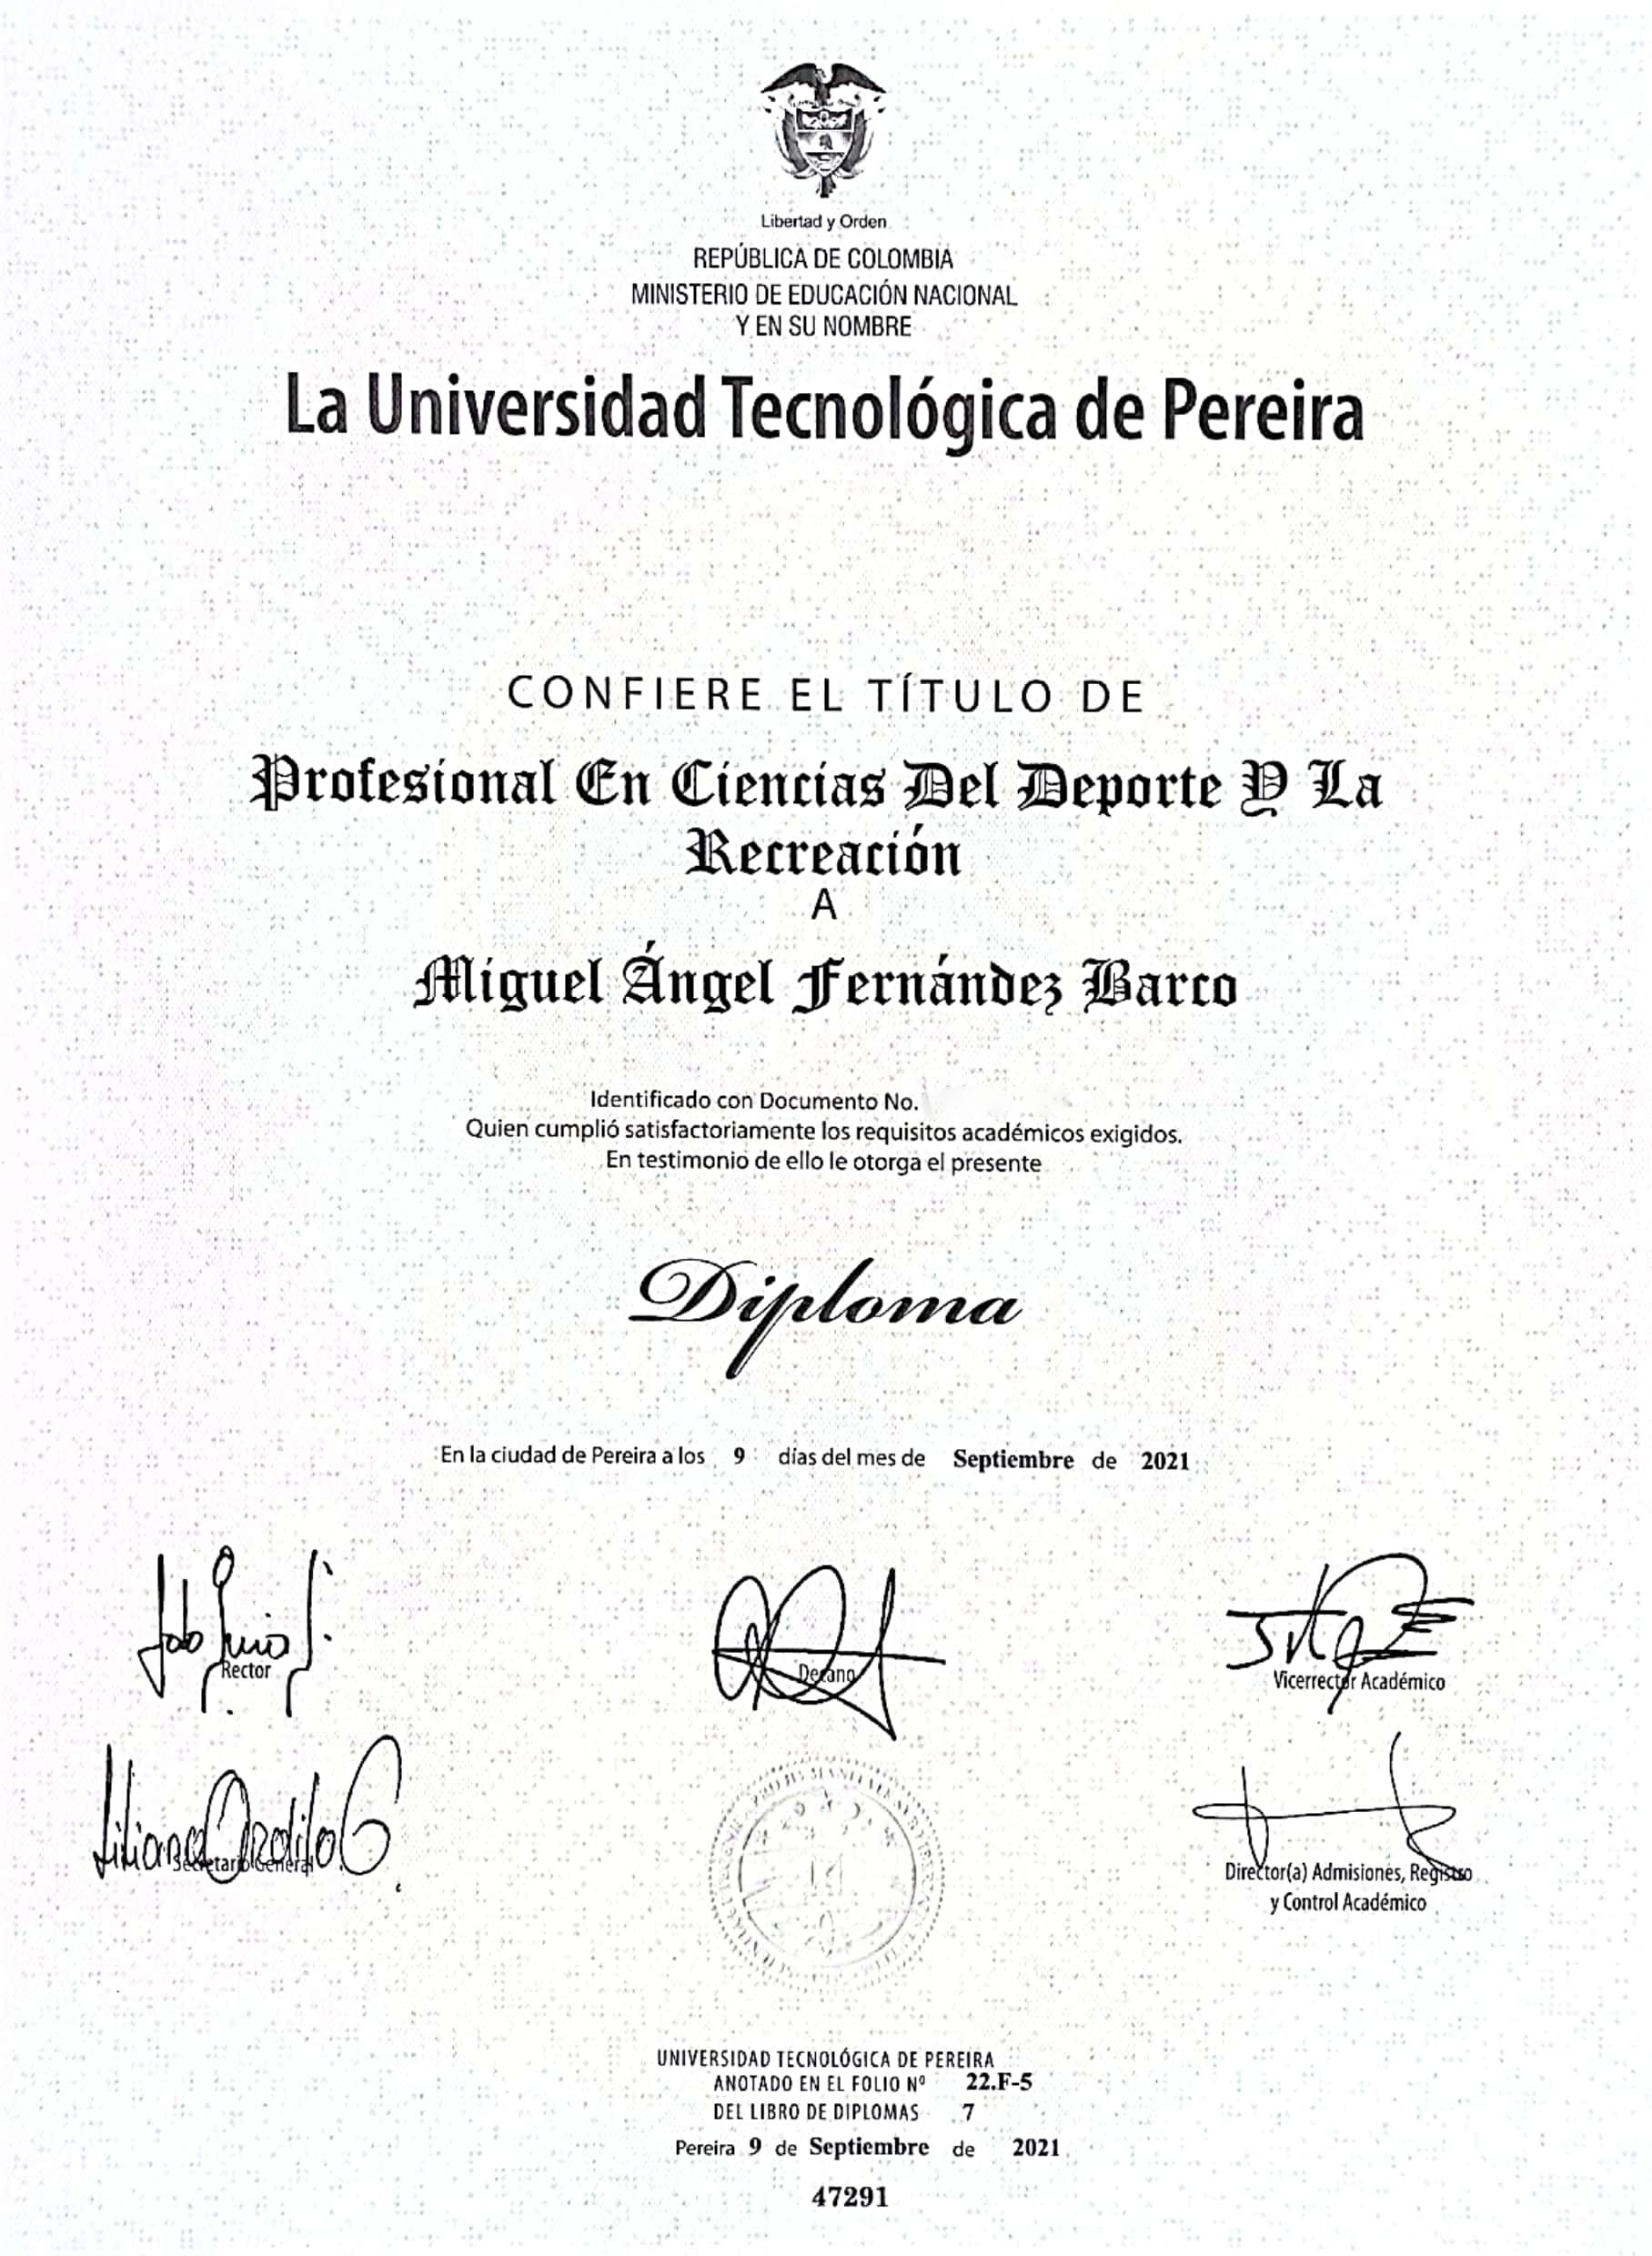 Libertad y Orden
REPÚBLICA DE COLOMBIA
MINISTERIO DE EDUCACIÓN NACIONAL
Y EN SU NOMBRE
La Universidad Tecnológica de Pereira
CONFIERE EL TÍTULO DE
Profesional En Ciencias Del Deporte Y La
Recreación
A
Miguel Ángel Fernández Barco
Identificado con Documento No.
Quien cumplió satisfactoriamente los requisitos académicos exigidos.
En testimonio de ello le otorga el presente
Diploma
En la ciudad de Pereira a los 9 días del mes de Septiembre de 2021
Rector
Decano
Vicerrector Académico
Secretario General
Director(a) Admisiones, Registro
y Control Académico
UNIVERSIDAD TECNOLÓGICA DE PEREIRA
ANOTADO EN EL FOLIO Nº 22.F-5
DEL LIBRO DE DIPLOMAS 7
Pereira 9 de Septiembre de 2021
47291